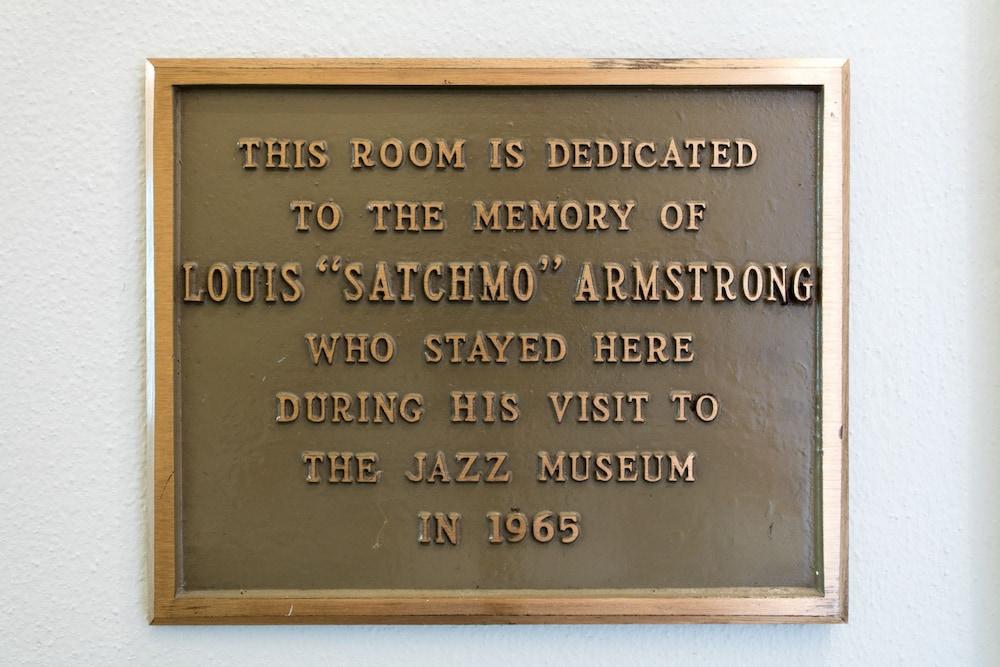 THIS ROOM IS DEDICATED
TO THE MEMORY OF
LOUIS “SATCHMO” ARMSTRONG
WHO STAYED HERE
DURING HIS VISIT TO
THE JAZZ MUSEUM
IN 1965